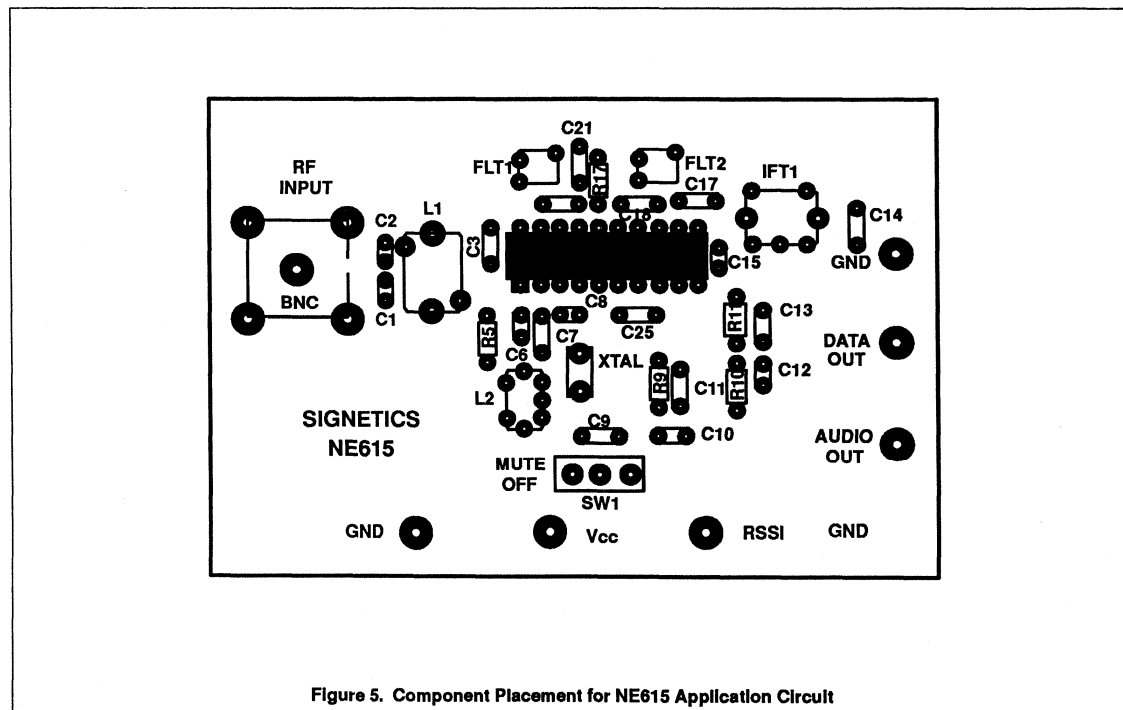 C21
FLT1
R17
FLT2
C17
IFT1
RF
INPUT
C18
C2
L1
C3
C14
C15
GND
BNC
C1
R5
C8
C25
R11
C13
C6
C7
XTAL
DATA
OUT
L2
R9
C11
R10
C12
SIGNETICS
NE615
C9
C10
AUDIO
OUT
MUTE
OFF
SW1
GND
Vcc
RSSI
GND
Figure 5. Component Placement for NE615 Application Circuit